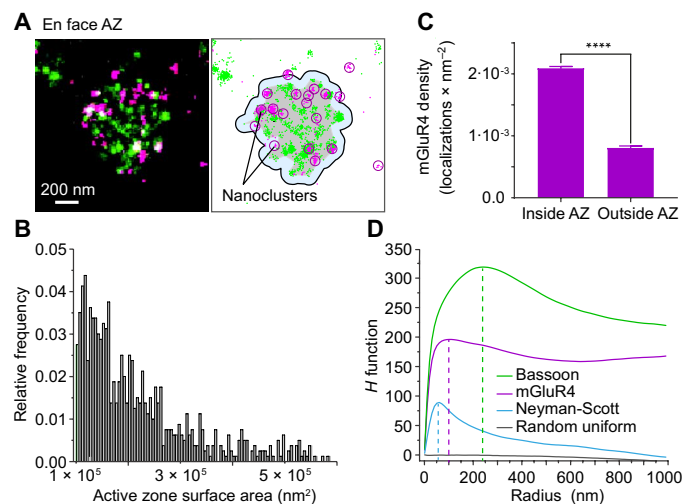 A En face AZ
200 nm
Nanoclusters
B
Relative frequency
0.05
0.04
0.03
0.02
0.01
0.00
1 × 10⁵ 3 × 10⁵ 5 × 10⁵
Active zone surface area (nm²)
C
mGluR4 density
(localizations × nm⁻²)
****
2·10⁻³
1·10⁻³
0.0
Inside AZ Outside AZ
D
H function
350
300
250
200
150
100
50
0
Bassoon
mGluR4
Neyman-Scott
Random uniform
0 200 400 600 800 1000
Radius (nm)